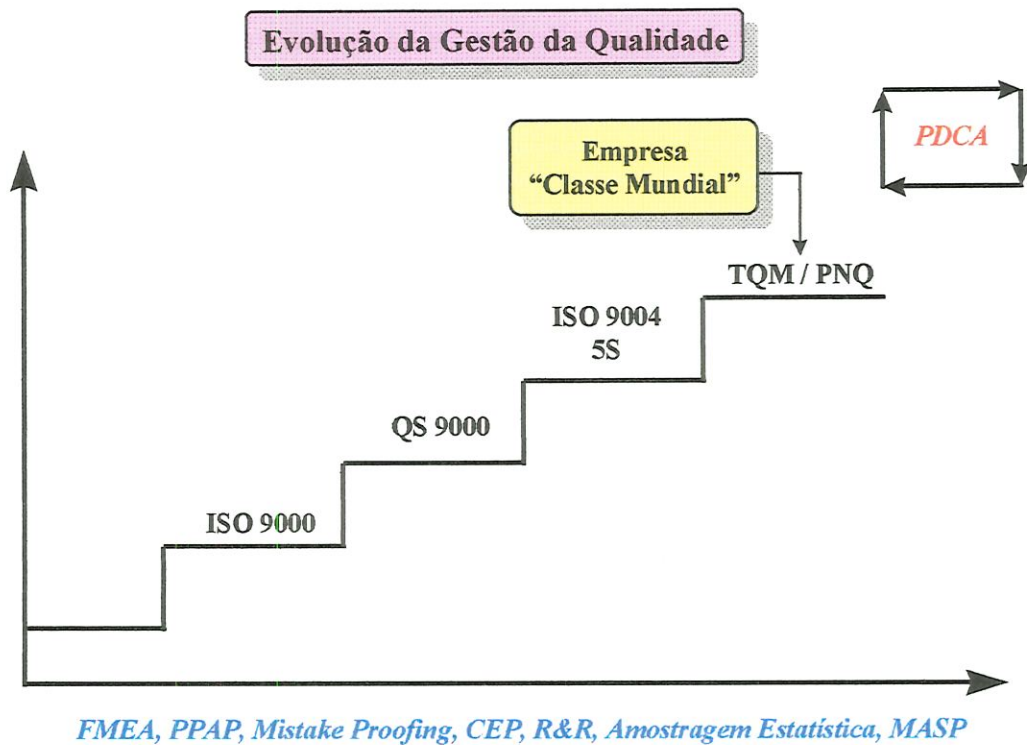 Evolução da Gestão da Qualidade
PDCA
Empresa
“Classe Mundial”
TQM / PNQ
ISO 9004
5S
QS 9000
ISO 9000
FMEA, PPAP, Mistake Proofing, CEP, R&R, Amostragem Estatística, MASP